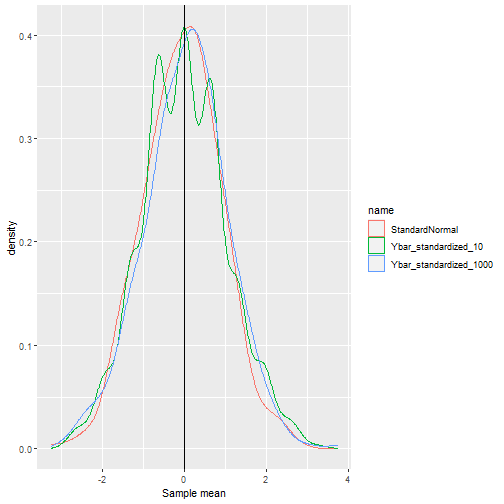 0.4
0.3
0.2
0.1
0.0
density
-2
0
2
4
Sample mean
name
StandardNormal
Ybar_standardized_10
Ybar_standardized_1000